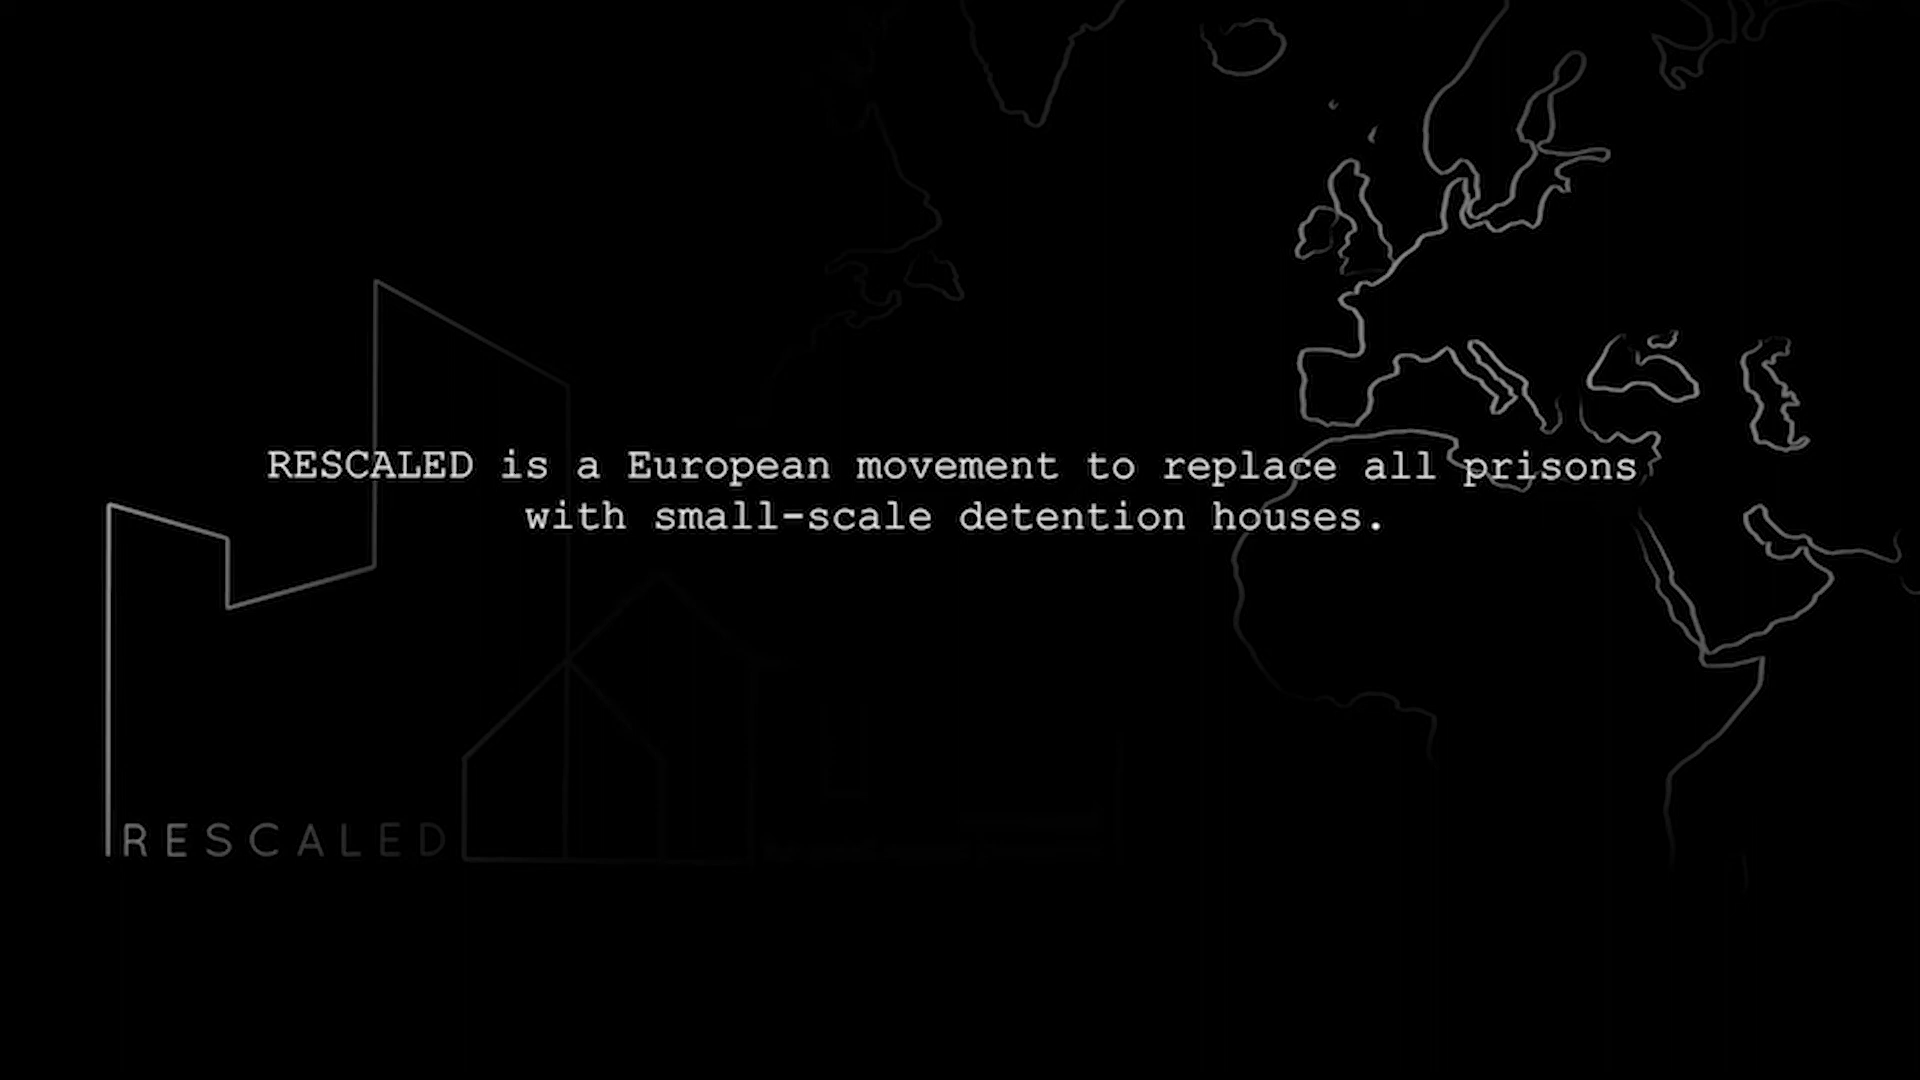 RESCALED is a European movement to replace all prisons
with small-scale detention houses.
RESCALED